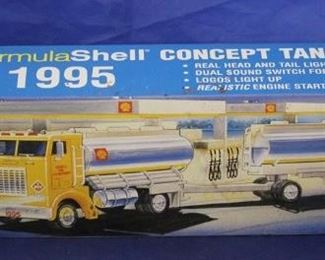 rmulaShell CONCEPT TAN
1995
• REAL HEAD AND TAIL LIGH
• DUAL SOUND SWITCH FO
• LOGOS LIGHT UP
• REALISTIC ENGINE START